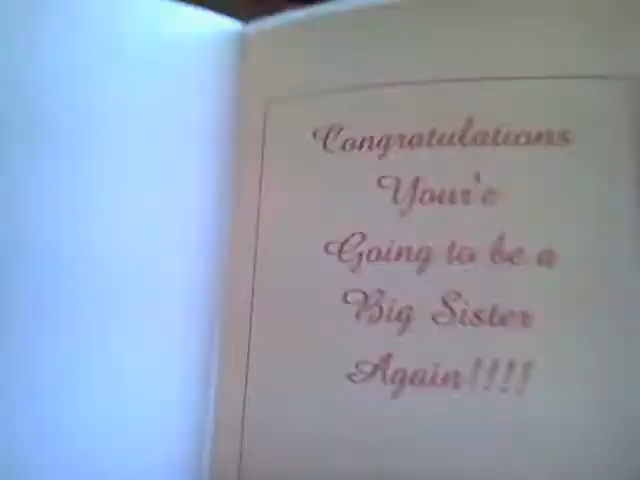 Congratulations
Your'e
Going to be a
Big Sister
Again!!!!